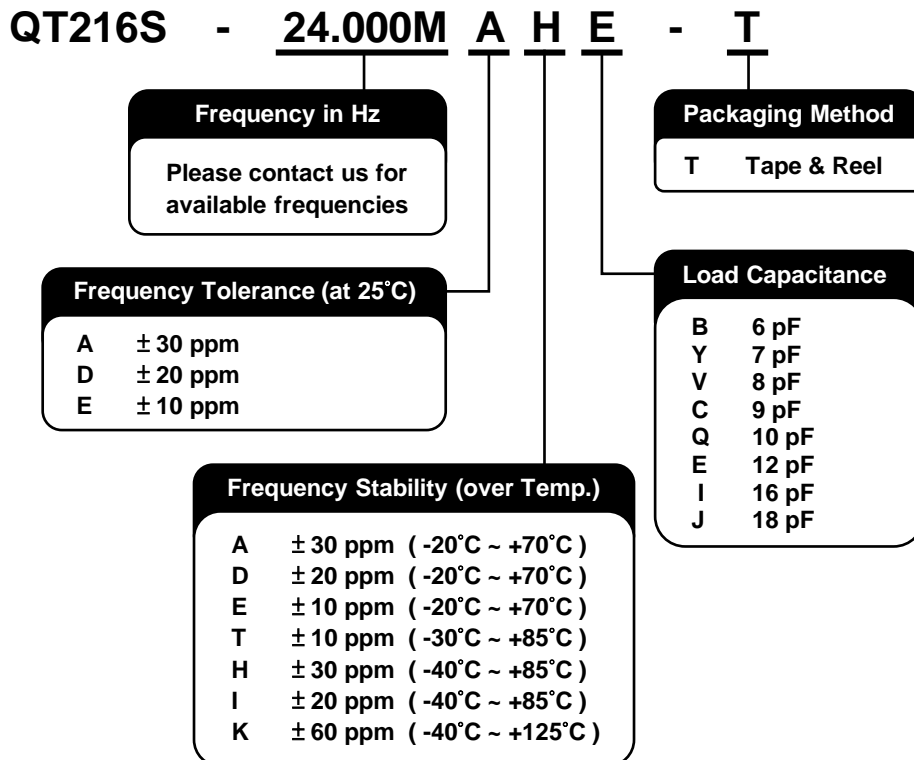 QT216S - 24.000M A H E - T
Frequency in Hz
Please contact us for
available frequencies
Packaging Method
T Tape & Reel
Frequency Tolerance (at 25°C)
A ± 30 ppm
D ± 20 ppm
E ± 10 ppm
Load Capacitance
B 6 pF
Y 7 pF
V 8 pF
C 9 pF
Q 10 pF
E 12 pF
I 16 pF
J 18 pF
Frequency Stability (over Temp.)
A ± 30 ppm ( -20°C ~ +70°C )
D ± 20 ppm ( -20°C ~ +70°C )
E ± 10 ppm ( -20°C ~ +70°C )
T ± 10 ppm ( -30°C ~ +85°C )
H ± 30 ppm ( -40°C ~ +85°C )
I ± 20 ppm ( -40°C ~ +85°C )
K ± 60 ppm ( -40°C ~ +125°C )